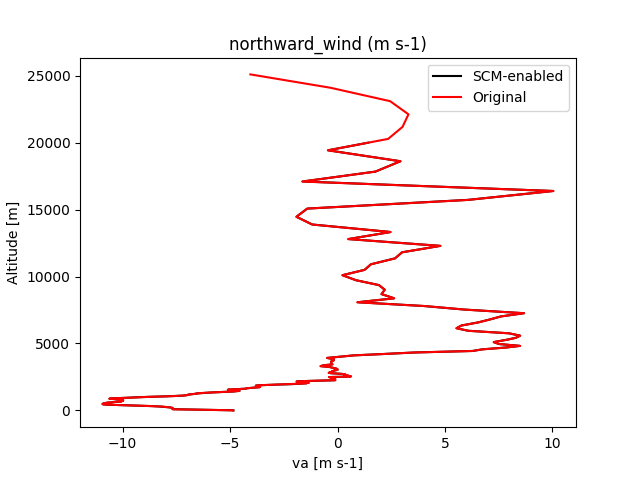 northward_wind (m s-1)
SCM-enabled
Original
25000
20000
15000
10000
5000
0
Altitude [m]
−10
−5
0
5
10
va [m s-1]